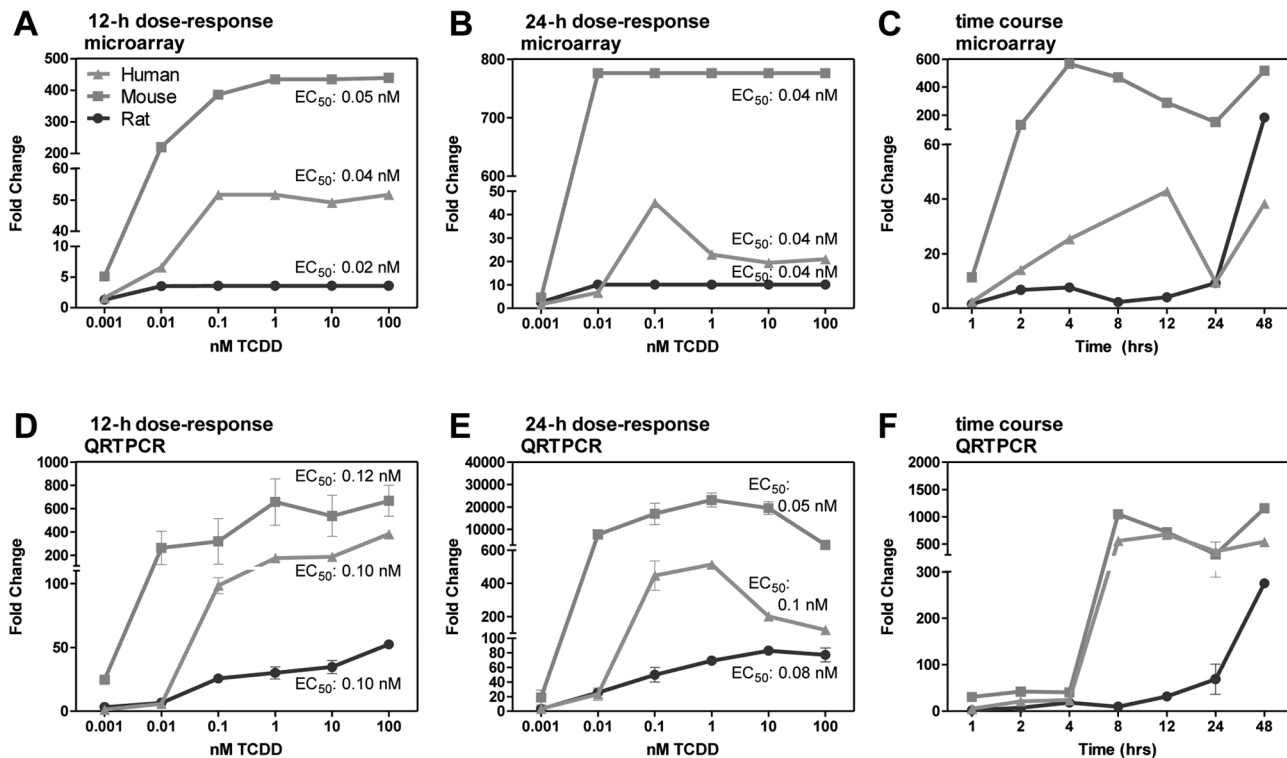 A
12-h dose-response
microarray
Fold Change
500
400
300
200
60
50
40
10
5
0
Human
Mouse
Rat
EC50: 0.05 nM
EC50: 0.04 nM
EC50: 0.02 nM
0.001 0.01 0.1 1 10 100
nM TCDD
B
24-h dose-response
microarray
Fold Change
800
750
700
50
40
30
20
10
0
EC50: 0.04 nM
EC50: 0.04 nM
EC50: 0.04 nM
0.001 0.01 0.1 1 10 100
nM TCDD
C
time course
microarray
Fold Change
600
500
400
300
200
100
60
40
20
0
1 2 4 8 12 24 48
Time (hrs)
D
12-h dose-response
QRTPCR
Fold Change
1000
800
600
400
200
100
50
0
EC50: 0.12 nM
EC50: 0.10 nM
EC50: 0.10 nM
0.001 0.01 0.1 1 10 100
nM TCDD
E
24-h dose-response
QRTPCR
Fold Change
40000
30000
20000
10000
600
400
200
100
80
60
40
20
0
EC50:
0.05 nM
EC50:
0.1 nM
EC50: 0.08 nM
0.001 0.01 0.1 1 10 100
nM TCDD
F
time course
QRTPCR
Fold Change
2000
1500
1000
500
300
200
100
0
1 2 4 8 12 24 48
Time (hrs)